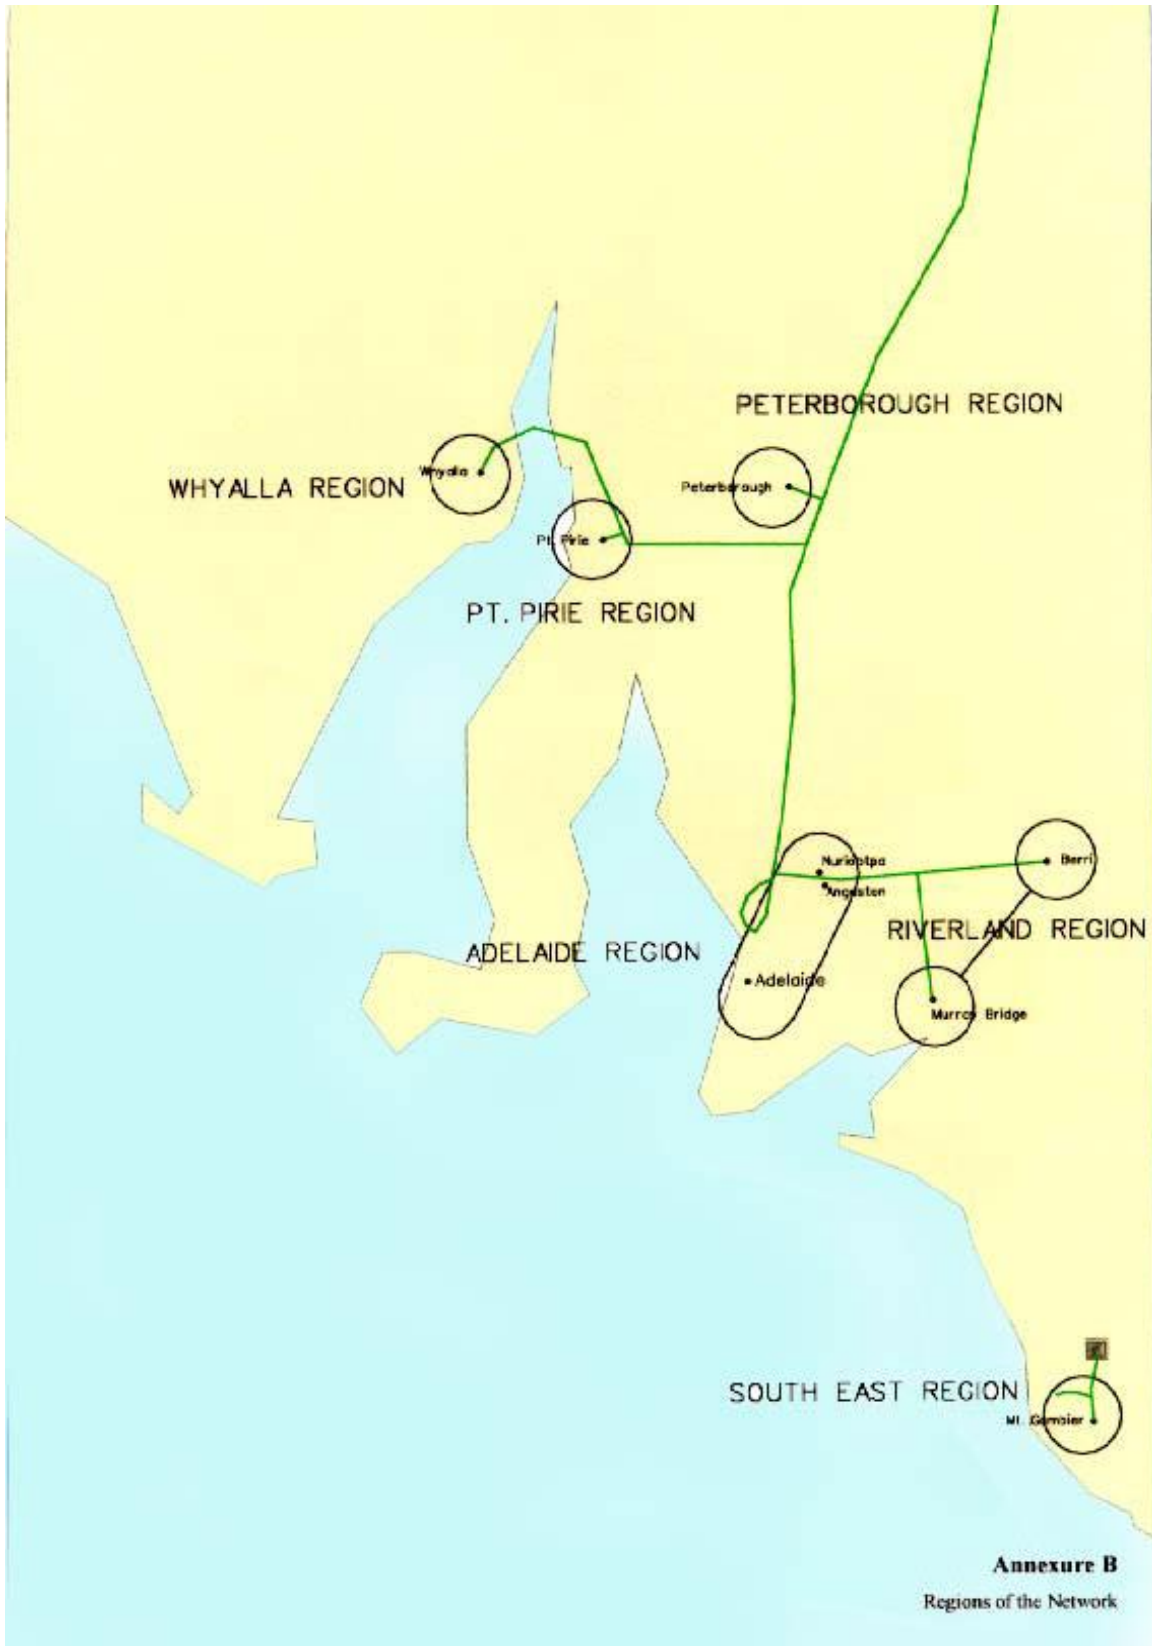 PETERBOROUGH REGION
Whyalla
WHYALLA REGION
Peterborough
Pt. Pirie
PT. PIRIE REGION
Nuriootpa
Angaston
Berri
RIVERLAND REGION
ADELAIDE REGION
Adelaide
Murray Bridge
SOUTH EAST REGION
Mt. Gambier
Annexure B
Regions of the Network